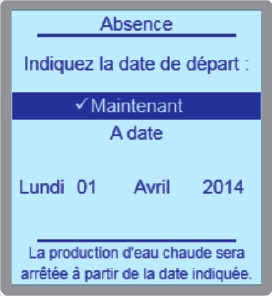 Absence
Indiquez la date de départ :
✓Maintenant
A date
Lundi 01 Avril 2014
La production d'eau chaude sera
arrêtée à partir de la date indiquée.